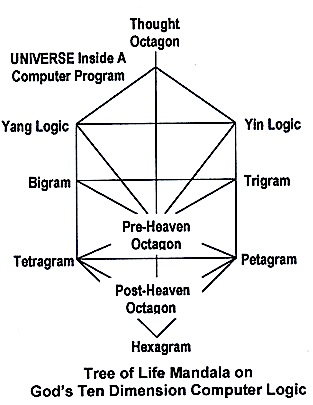 Thought
Octagon
UNIVERSE Inside A
Computer Program
Yang Logic
Yin Logic
Bigram
Trigram
Pre-Heaven
Octagon
Tetragram
Petagram
Post-Heaven
Octagon
Hexagram
Tree of Life Mandala on
God's Ten Dimension Computer Logic